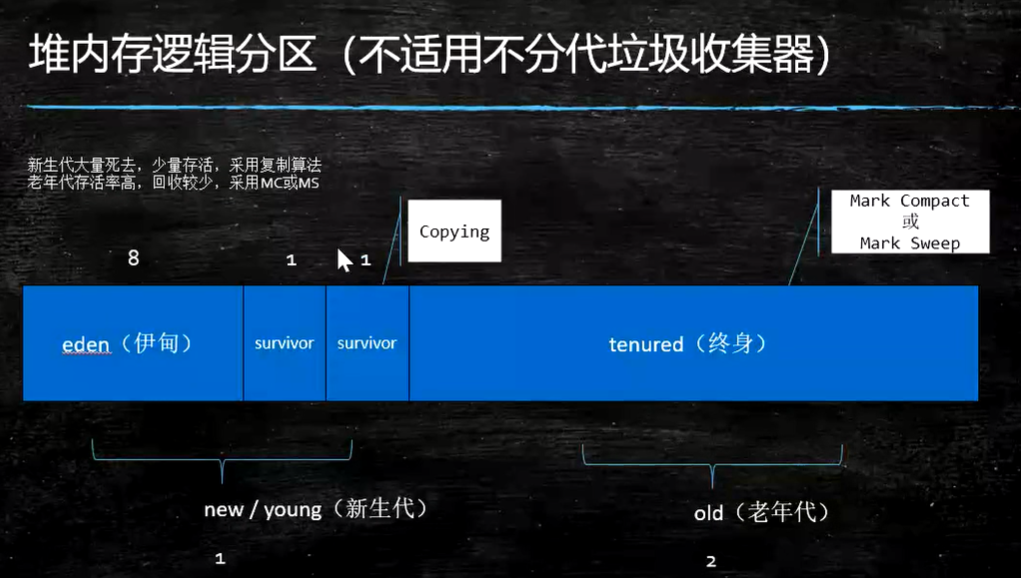 堆内存逻辑分区（不适用不分代垃圾收集器）
新生代大量死去，少量存活，采用复制算法
老年代存活率高，回收较少，采用MC或MS
Copying
Mark Compact
或
Mark Sweep
8
1
1
eden（伊甸）
survivor
survivor
tenured（终身）
new / young（新生代）
old（老年代）
1
2